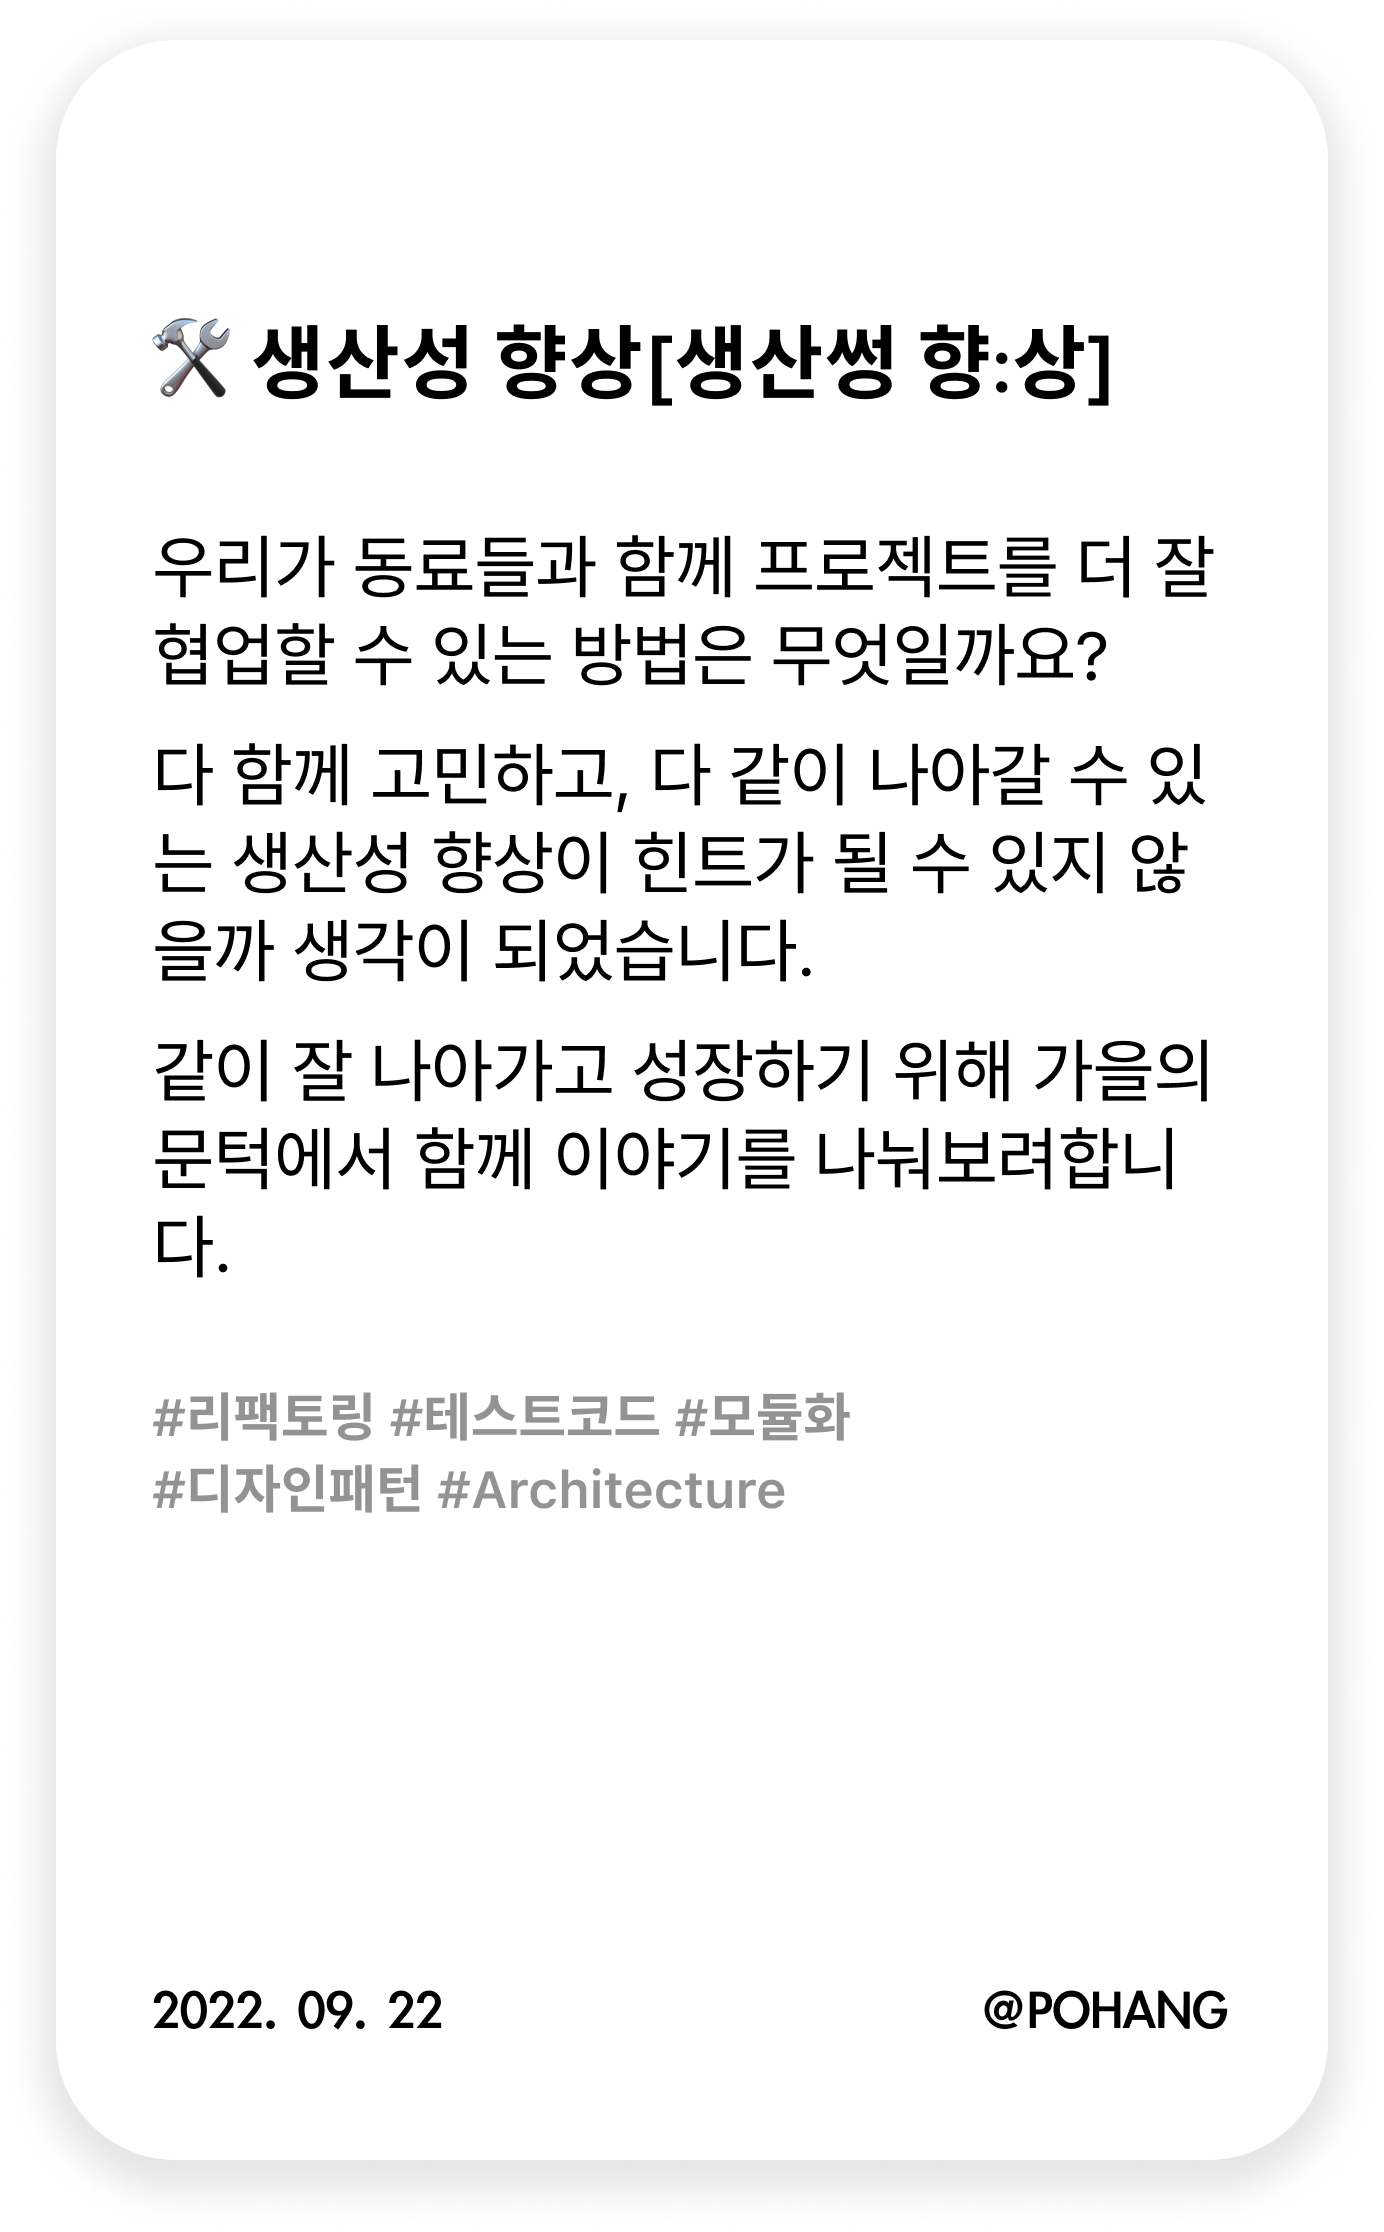 🛠 생산성 향상[생산썽 향:상]
우리가 동료들과 함께 프로젝트를 더 잘
협업할 수 있는 방법은 무엇일까요?
다 함께 고민하고, 다 같이 나아갈 수 있
는 생산성 향상이 힌트가 될 수 있지 않
을까 생각이 되었습니다.
같이 잘 나아가고 성장하기 위해 가을의
문턱에서 함께 이야기를 나눠보려합니
다.
#리팩토링 #테스트코드 #모듈화
#디자인패턴 #Architecture
2022. 09. 22
@POHANG